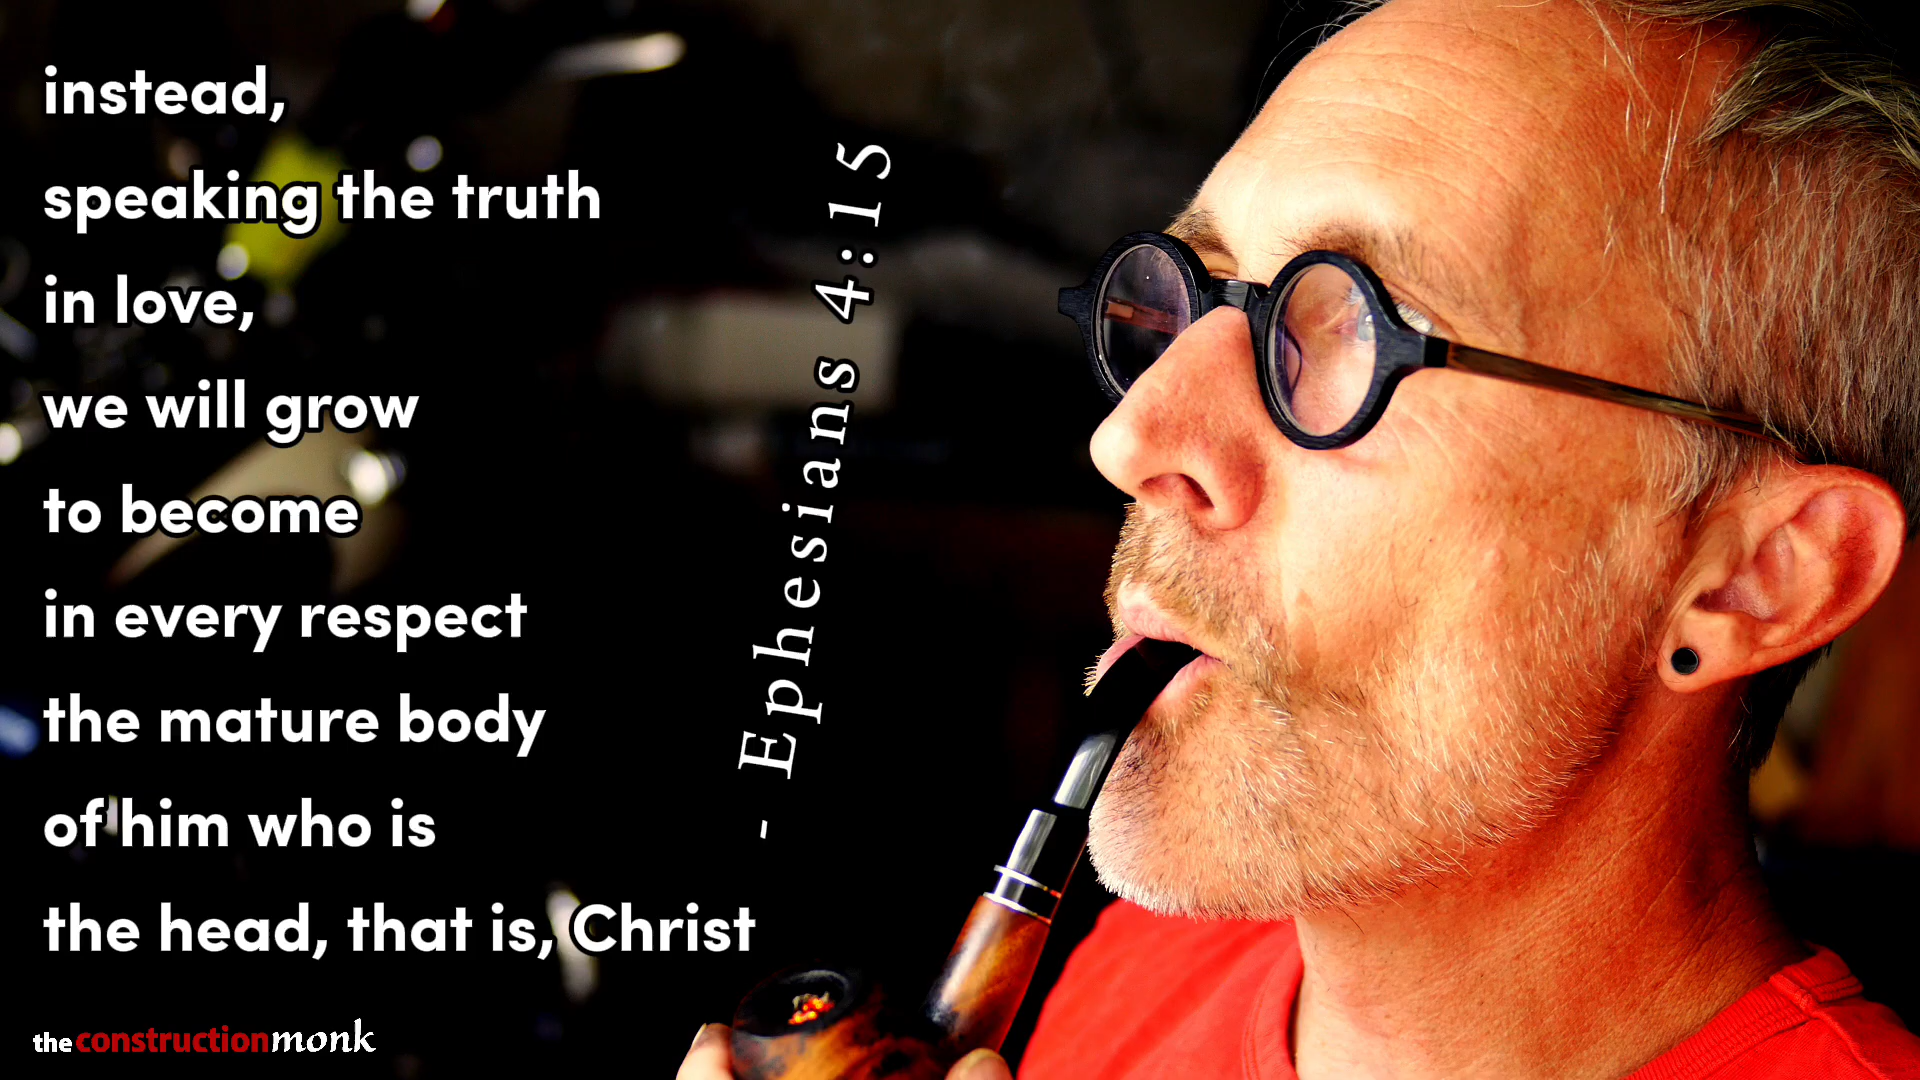 instead,
speaking the truth
in love,
we will grow
to become
in every respect
the mature body
of him who is
the head, that is, Christ
- Ephesians 4:15
theconstructionmonk